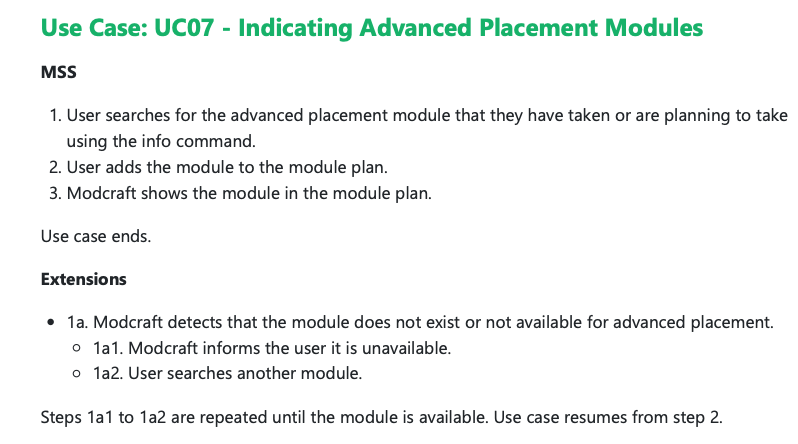 Use Case: UC07 - Indicating Advanced Placement Modules
MSS
1. User searches for the advanced placement module that they have taken or are planning to take
using the info command.
2. User adds the module to the module plan.
3. Modcraft shows the module in the module plan.
Use case ends.
Extensions
• 1a. Modcraft detects that the module does not exist or not available for advanced placement.
○ 1a1. Modcraft informs the user it is unavailable.
○ 1a2. User searches another module.
Steps 1a1 to 1a2 are repeated until the module is available. Use case resumes from step 2.